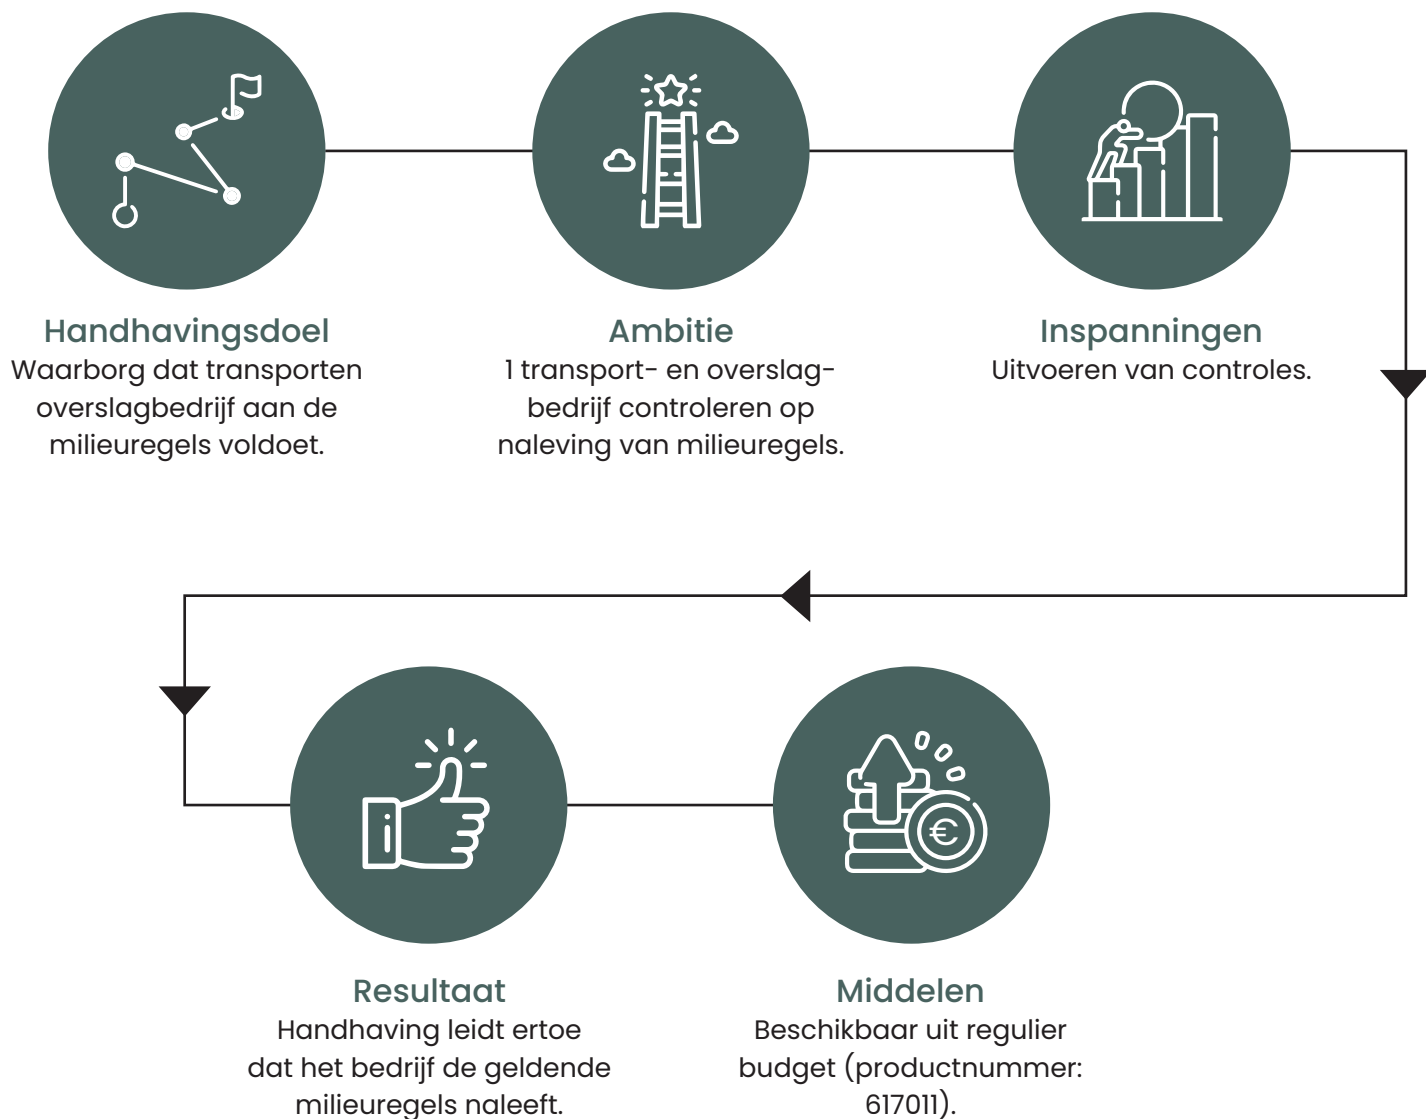 Handhavingsdoel
Waarborg dat transporten
overslagbedrijf aan de
milieuregels voldoet.
Ambitie
1 transport- en overslag-
bedrijf controleren op
naleving van milieuregels.
Inspanningen
Uitvoeren van controles.
Resultaat
Handhaving leidt ertoe
dat het bedrijf de geldende
milieuregels naleeft.
Middelen
Beschikbaar uit regulier
budget (productnummer:
617011).